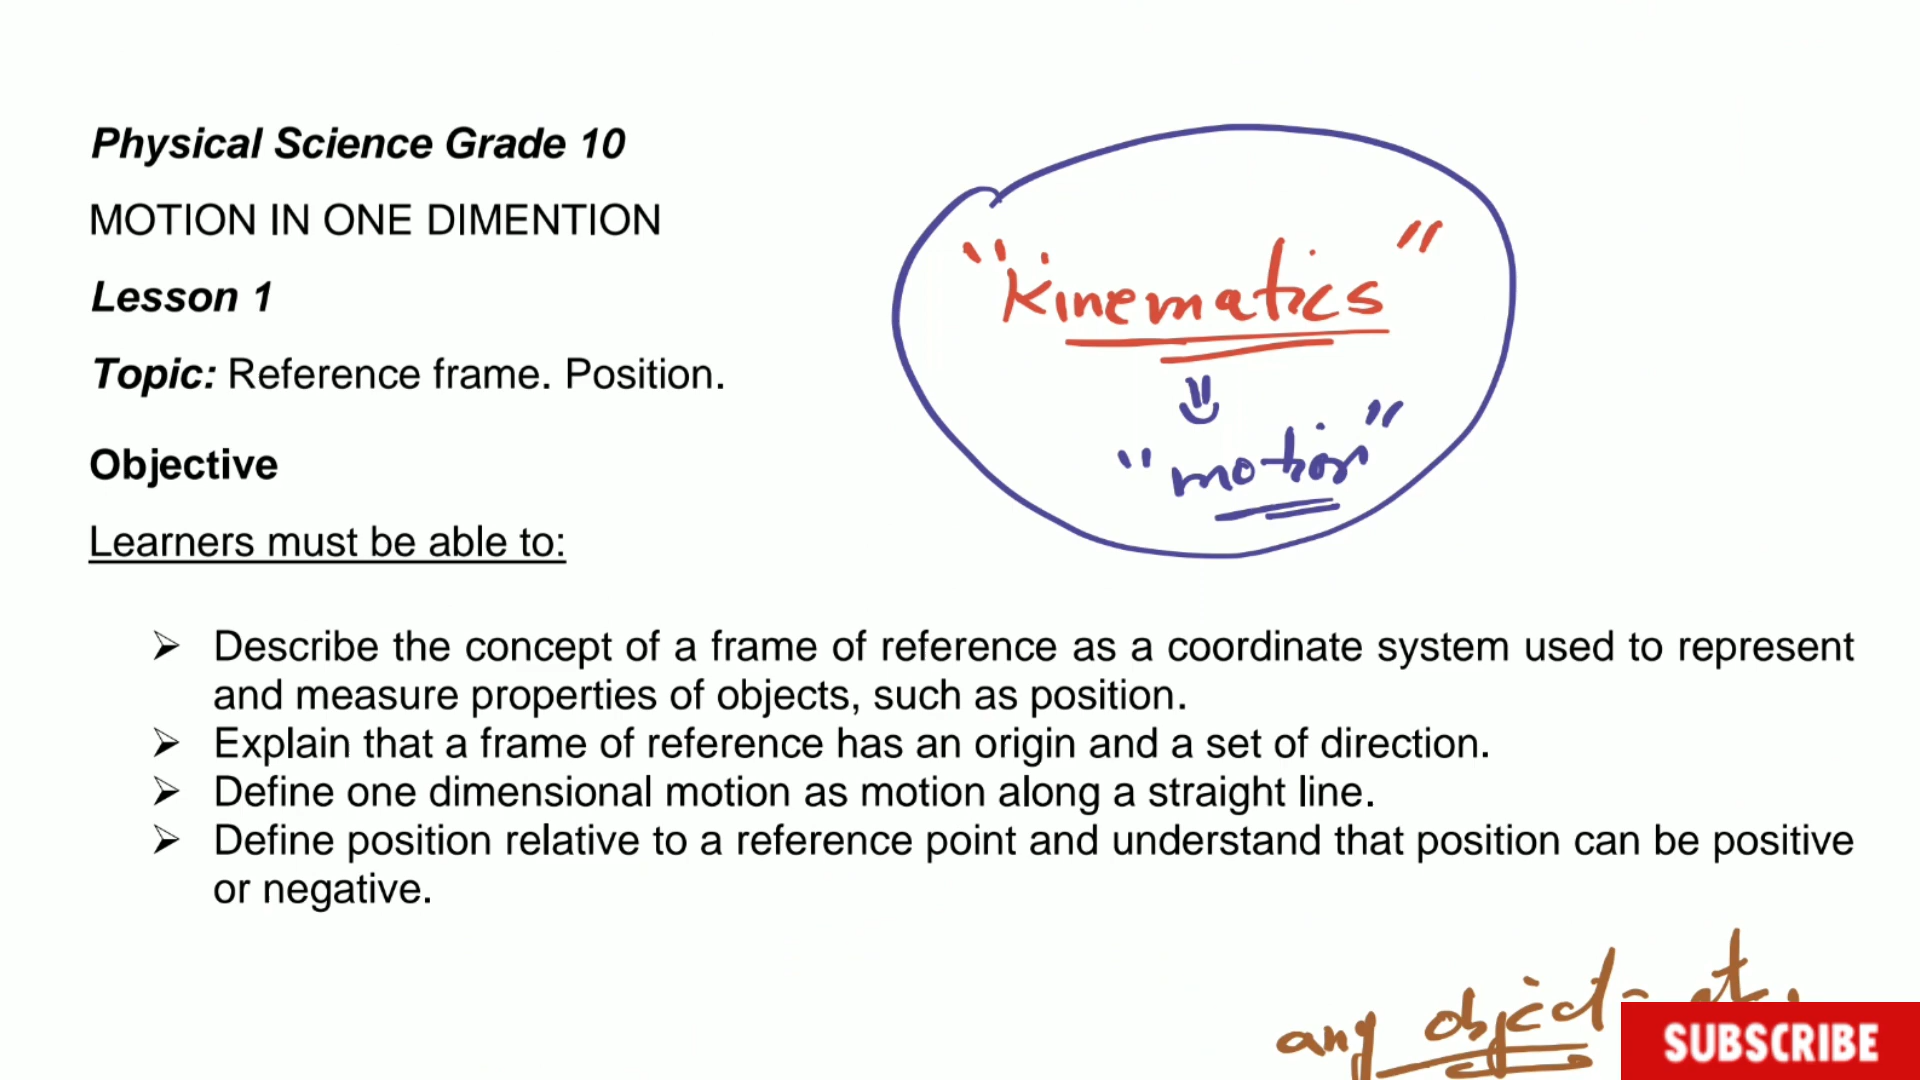 Physical Science Grade 10
MOTION IN ONE DIMENTION
Lesson 1
Topic: Reference frame. Position.
Objective
Learners must be able to:
➢ Describe the concept of a frame of reference as a coordinate system used to represent
and measure properties of objects, such as position.
➢ Explain that a frame of reference has an origin and a set of direction.
➢ Define one dimensional motion as motion along a straight line.
➢ Define position relative to a reference point and understand that position can be positive
or negative.
"kinematics"
"motion"
any object
SUBSCRIBE